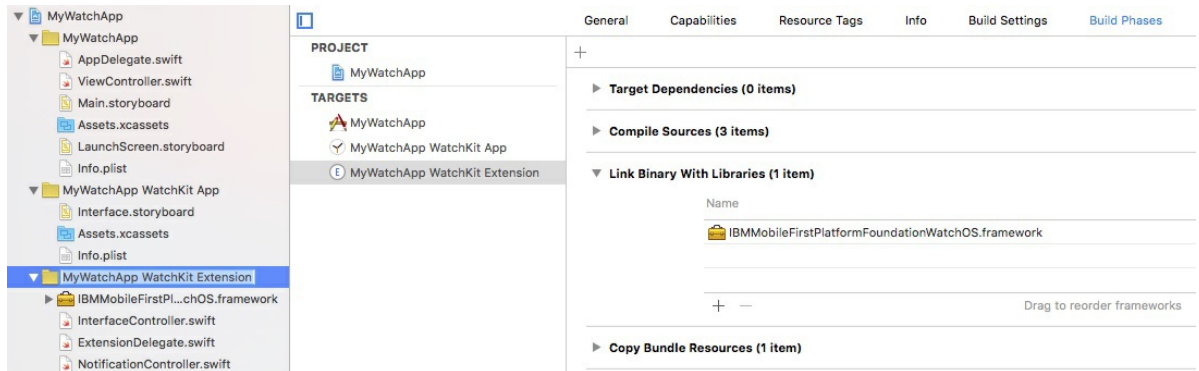 MyWatchApp
MyWatchApp
AppDelegate.swift
ViewController.swift
Main.storyboard
Assets.xcassets
LaunchScreen.storyboard
Info.plist
MyWatchApp WatchKit App
Interface.storyboard
Assets.xcassets
Info.plist
MyWatchApp WatchKit Extension
IBMMobileFirstPl...chOS.framework
InterfaceController.swift
ExtensionDelegate.swift
NotificationController.swift
PROJECT
MyWatchApp
TARGETS
MyWatchApp
MyWatchApp WatchKit App
E MyWatchApp WatchKit Extension
General Capabilities Resource Tags Info Build Settings Build Phases
Target Dependencies (0 items)
Compile Sources (3 items)
Link Binary With Libraries (1 item)
Name
IBMMobileFirstPlatformFoundationWatchOS.framework
Drag to reorder frameworks
Copy Bundle Resources (1 item)